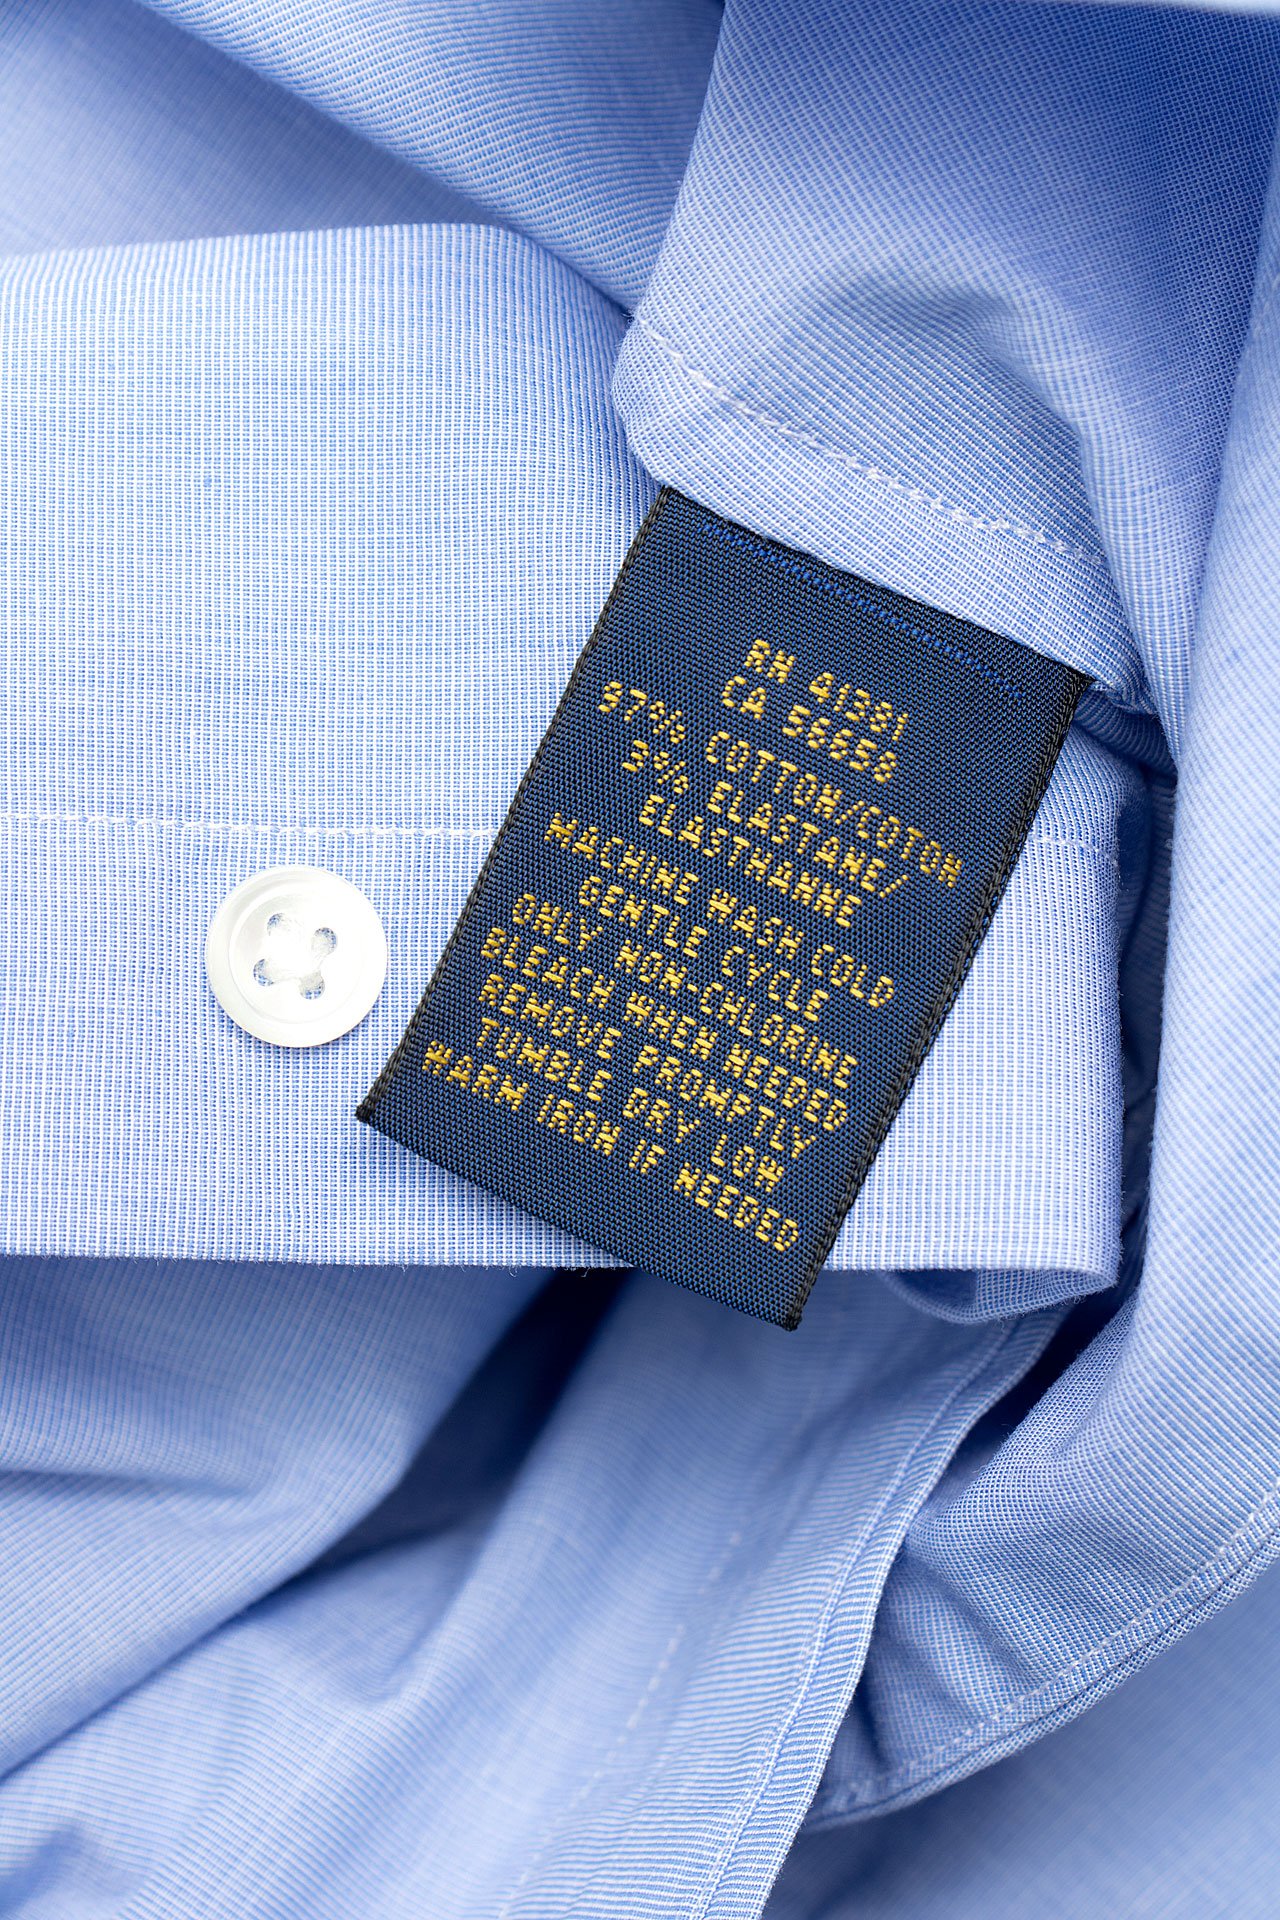 RN 41381
CA 56658
97% COTTON/COTON
3% ELASTANE/
ELASTHANNE
MACHINE WASH COLD
GENTLE CYCLE
ONLY NON-CHLORINE
BLEACH WHEN NEEDED
REMOVE PROMPTLY
TUMBLE DRY LOW
WARM IRON IF NEEDED